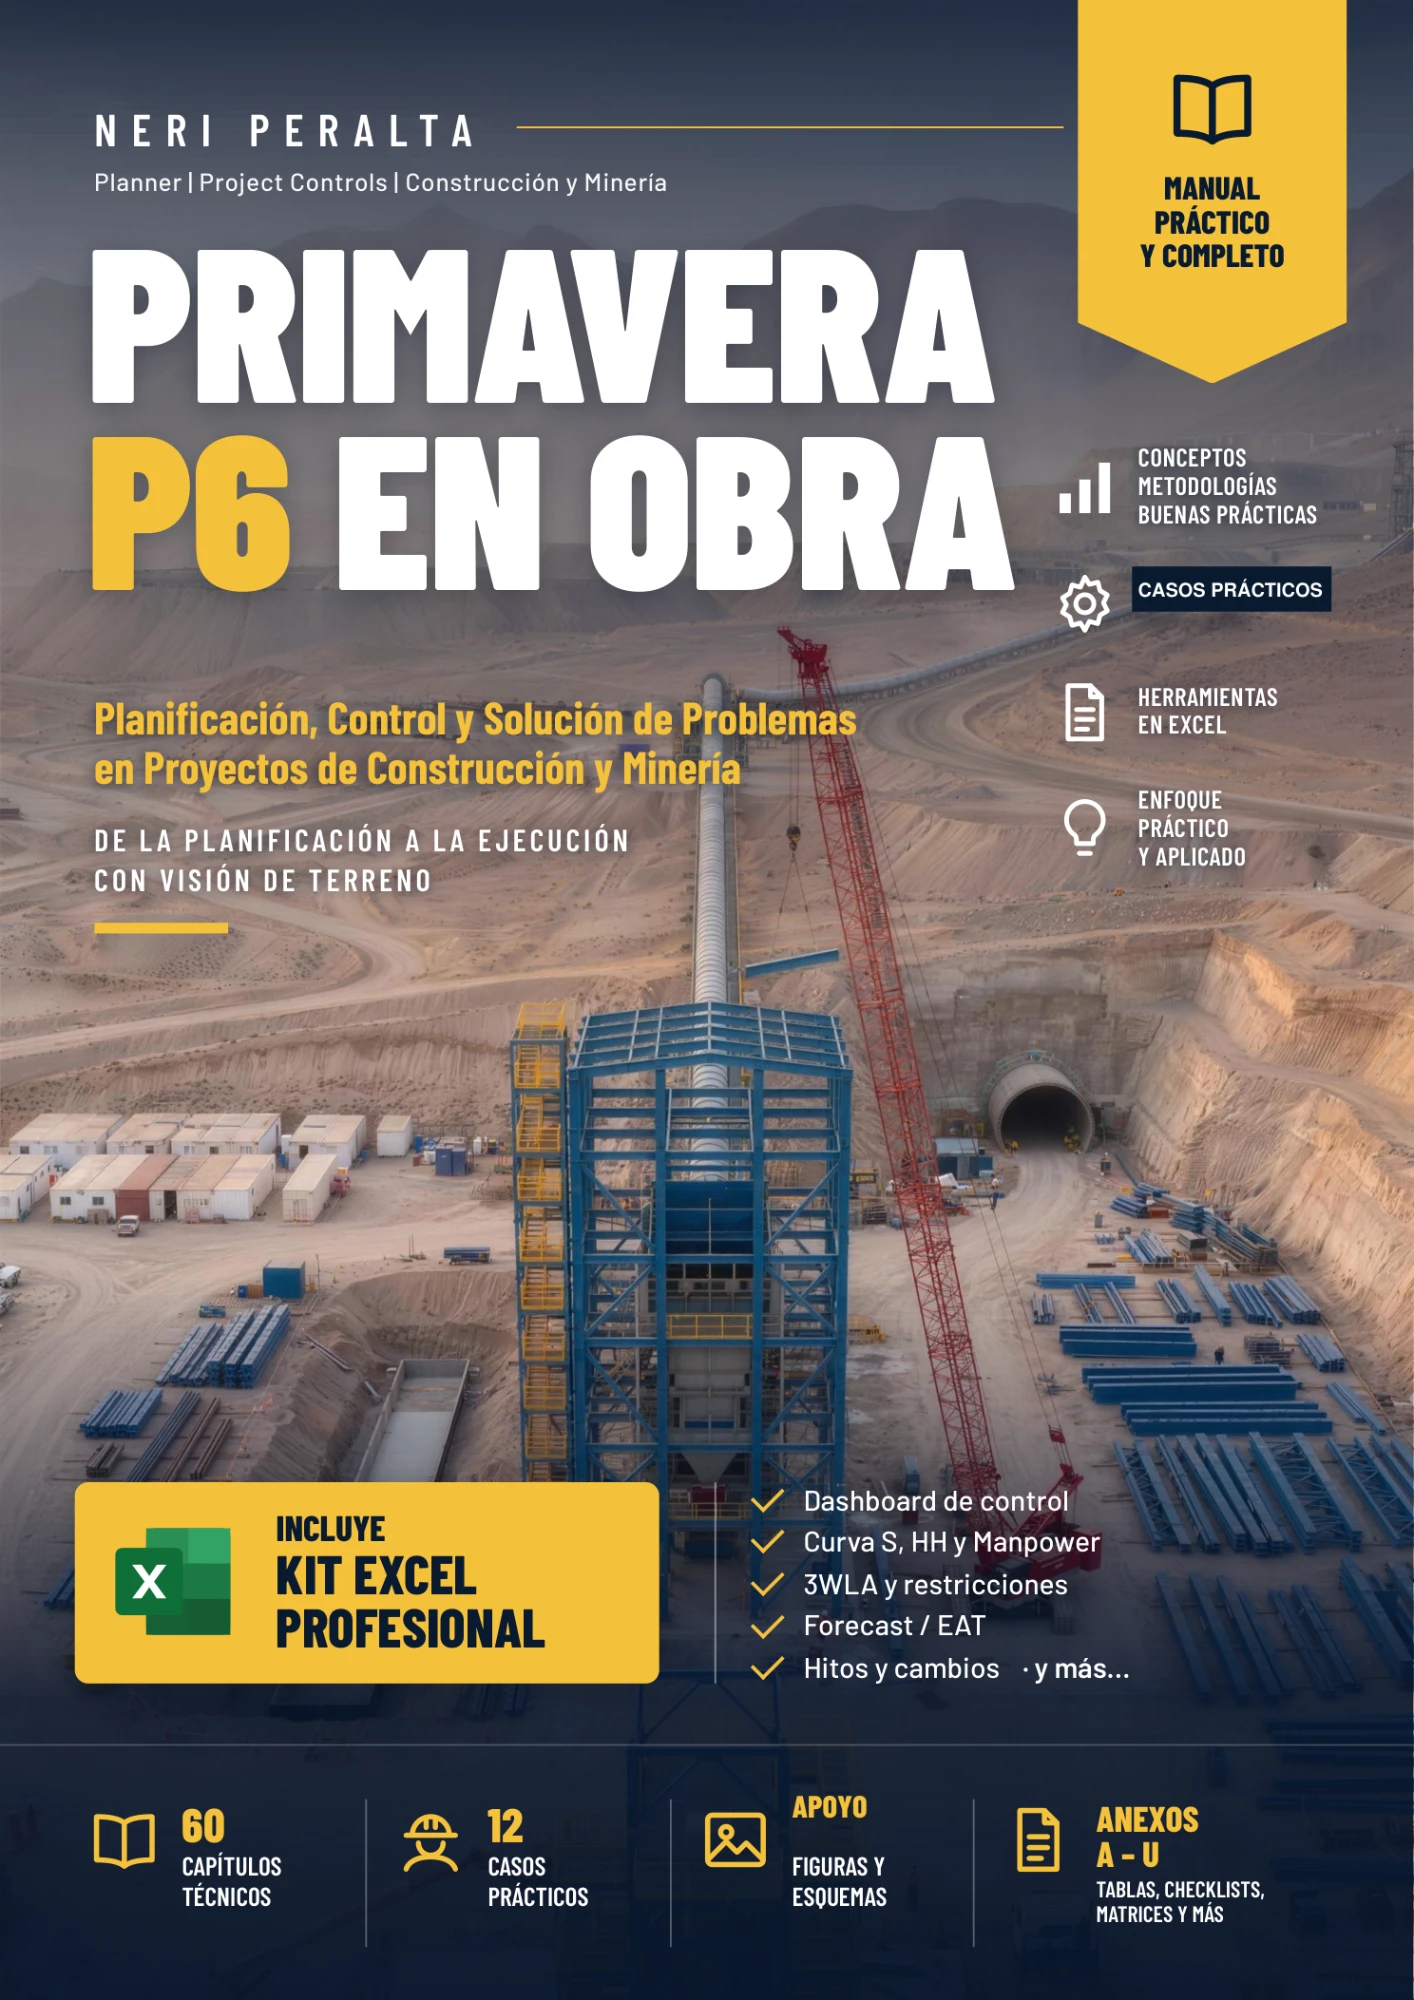 NERI PERALTA
Planner | Project Controls | Construcción y Minería
MANUAL
PRÁCTICO
Y COMPLETO
PRIMAVERA
P6 EN OBRA
CONCEPTOS
METODOLOGÍAS
BUENAS PRÁCTICAS
CASOS PRÁCTICOS
HERRAMIENTAS
EN EXCEL
ENFOQUE
PRÁCTICO
Y APLICADO
Planificación, Control y Solución de Problemas
en Proyectos de Construcción y Minería
DE LA PLANIFICACIÓN A LA EJECUCIÓN
CON VISIÓN DE TERRENO
X
INCLUYE
KIT EXCEL
PROFESIONAL
Dashboard de control
Curva S, HH y Manpower
3WLA y restricciones
Forecast / EAT
Hitos y cambios · y más...
60
CAPÍTULOS
TÉCNICOS
12
CASOS
PRÁCTICOS
APOYO
FIGURAS Y
ESQUEMAS
ANEXOS
A – U
TABLAS, CHECKLISTS,
MATRICES Y MÁS